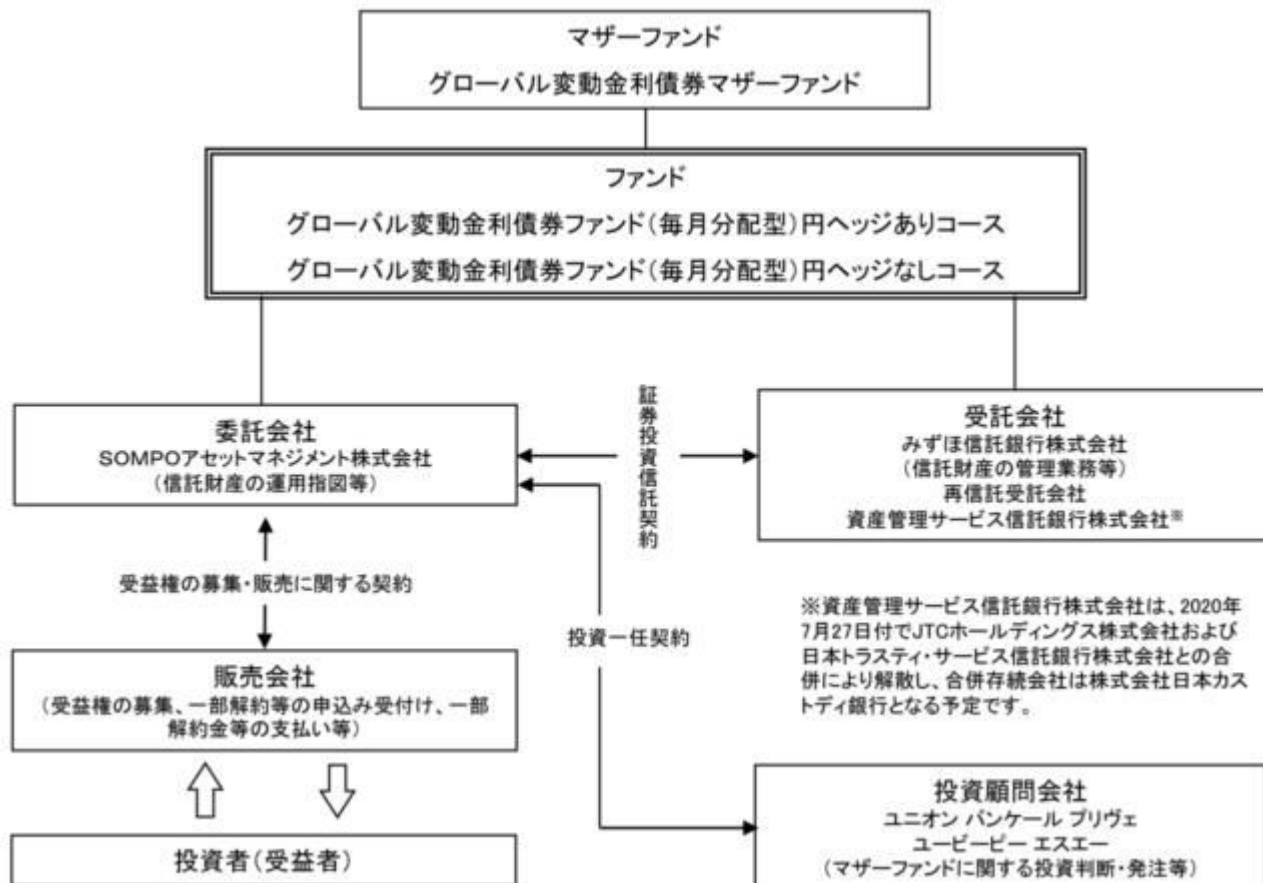 マザーファンド
グローバル変動金利債券マザーファンド
ファンド
グローバル変動金利債券ファンド(毎月分配型)円ヘッジありコース
グローバル変動金利債券ファンド(毎月分配型)円ヘッジなしコース
委託会社
SOMPOアセットマネジメント株式会社
(信託財産の運用指図等)
証券投資信託契約
受託会社
みずほ信託銀行株式会社
(信託財産の管理業務等)
再信託受託会社
資産管理サービス信託銀行株式会社※
受益権の募集・販売に関する契約
投資一任契約
※資産管理サービス信託銀行株式会社は、2020年
7月27日付でJTCホールディングス株式会社および
日本トラスティ・サービス信託銀行株式会社との合
併により解散し、合併存続会社は株式会社日本カス
トディ銀行となる予定です。
販売会社
(受益権の募集、一部解約等の申込み受付け、一部
解約金等の支払い等)
投資者(受益者)
投資顧問会社
ユニオン バンケール プリヴェ
ユービーピー エスエー
(マザーファンドに関する投資判断・発注等)